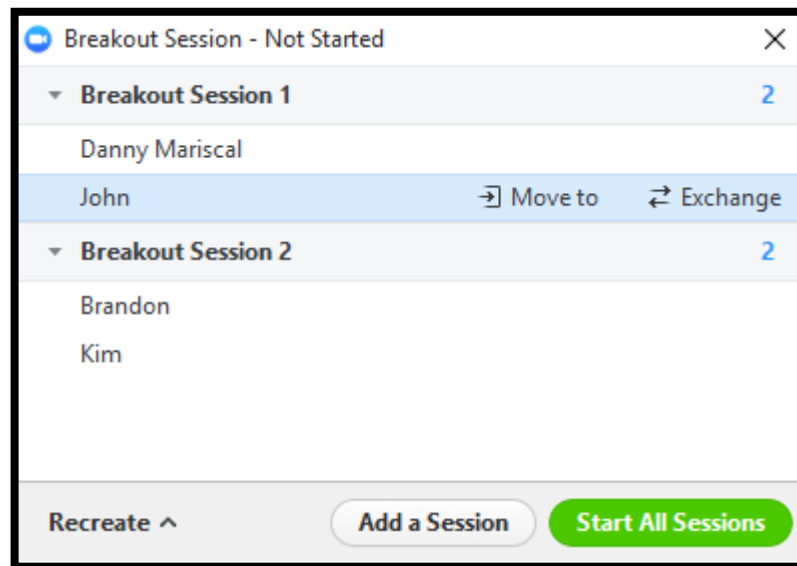 Breakout Session - Not Started
Breakout Session 1 2
Danny Mariscal
John Move to Exchange
Breakout Session 2 2
Brandon
Kim
Recreate Add a Session Start All Sessions